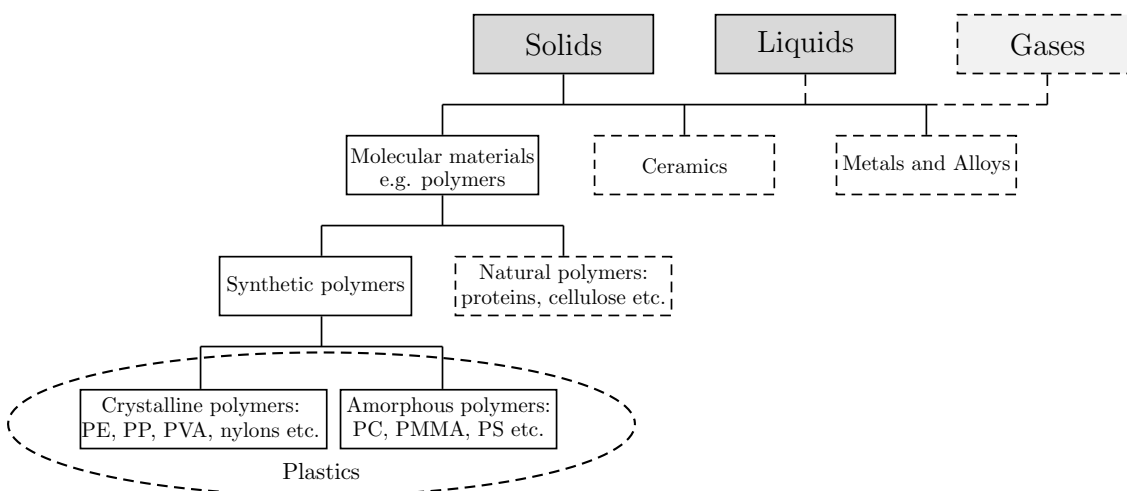 Solids
Liquids
Gases
Molecular materials
e.g. polymers
Ceramics
Metals and Alloys
Synthetic polymers
Natural polymers:
proteins, cellulose etc.
Crystalline polymers:
PE, PP, PVA, nylons etc.
Amorphous polymers:
PC, PMMA, PS etc.
Plastics